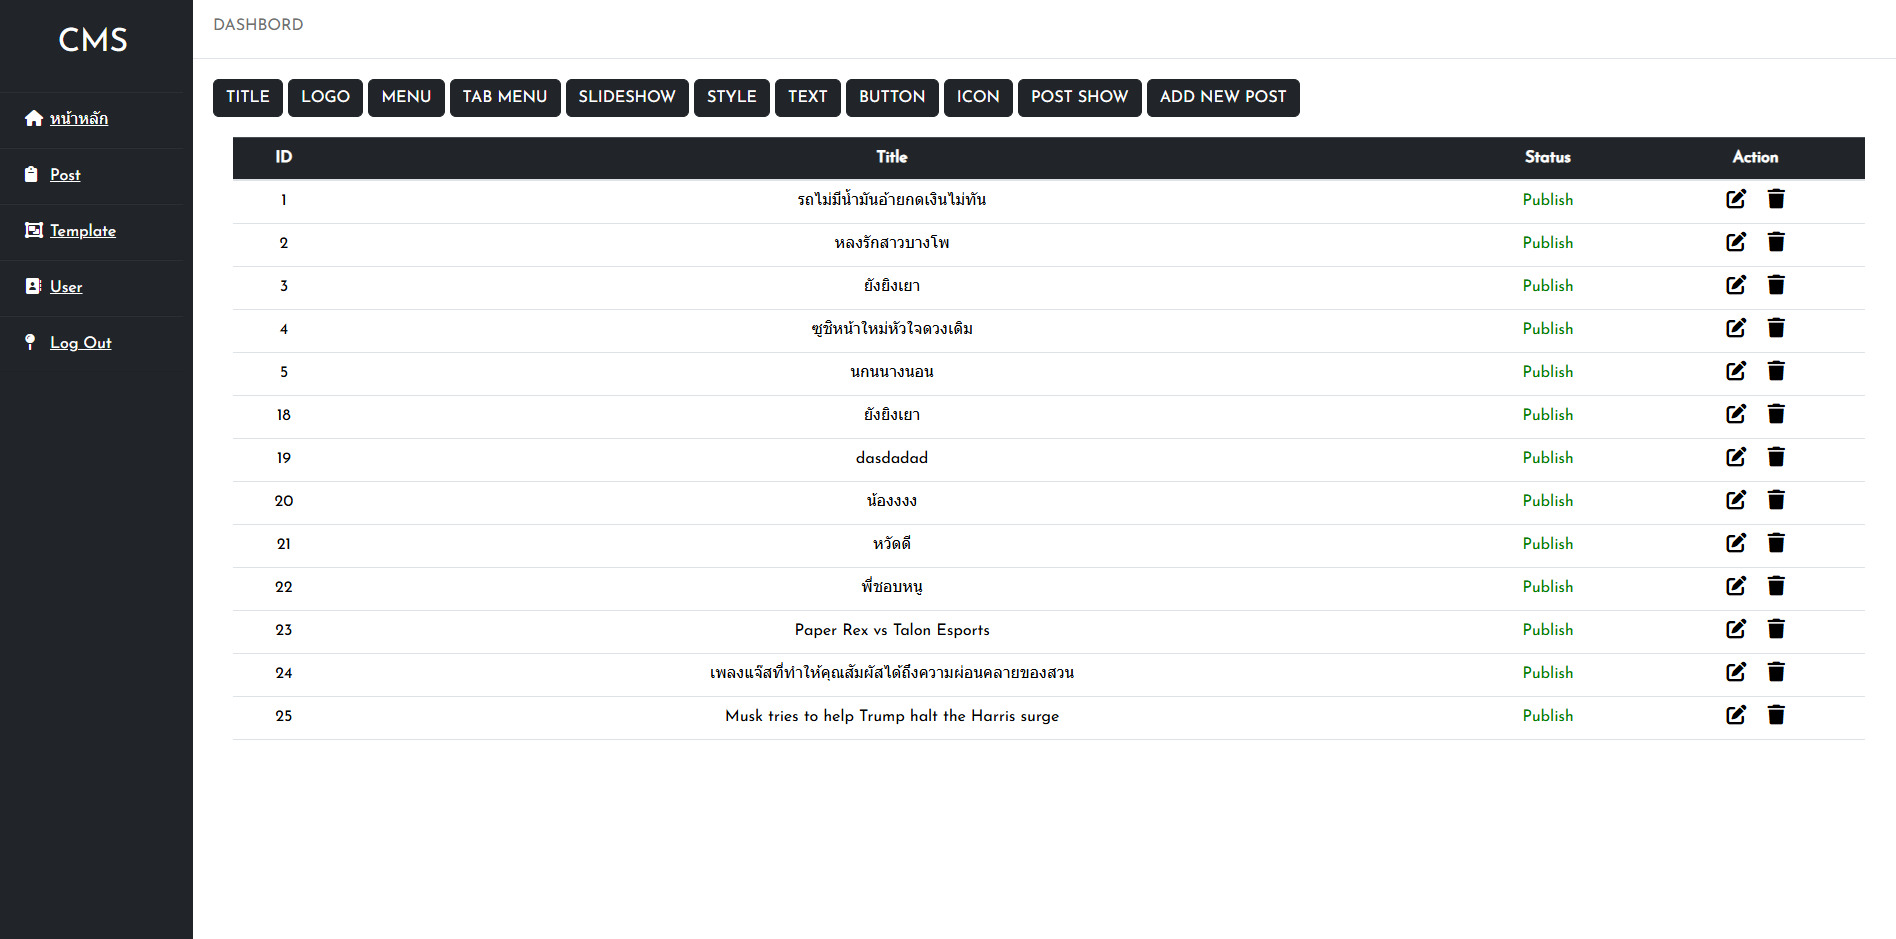 CMS
หน้าหลัก
Post
Template
User
Log Out
DASHBORD
TITLE LOGO MENU TAB MENU SLIDESHOW STYLE TEXT BUTTON ICON POST SHOW ADD NEW POST
ID Title Status Action
1 รถไม่มีน้ำมันอ้ายกดเงินไม่ทัน Publish
2 หลงรักสาวบางโพ Publish
3 ยังยิงเยา Publish
4 ซูชิหน้าใหม่หัวใจดวงเดิม Publish
5 นกนนางนอน Publish
18 ยังยิงเยา Publish
19 dasdadad Publish
20 น้องงงง Publish
21 หวัดดี Publish
22 พี่ชอบหนู Publish
23 Paper Rex vs Talon Esports Publish
24 เพลงแจ๊สที่ทำให้คุณสัมผัสได้ถึงความผ่อนคลายของสวน Publish
25 Musk tries to help Trump halt the Harris surge Publish